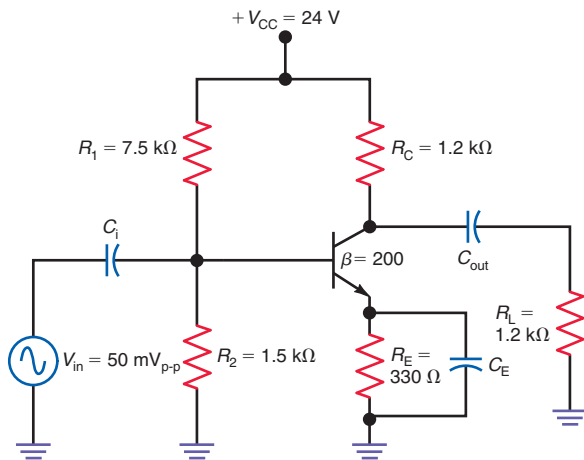 + V_CC = 24 V
R_1 = 7.5 kΩ
R_C = 1.2 kΩ
C_i
β = 200
C_out
R_L =
1.2 kΩ
V_in = 50 mV_p-p
R_2 = 1.5 kΩ
R_E =
330 Ω
C_E